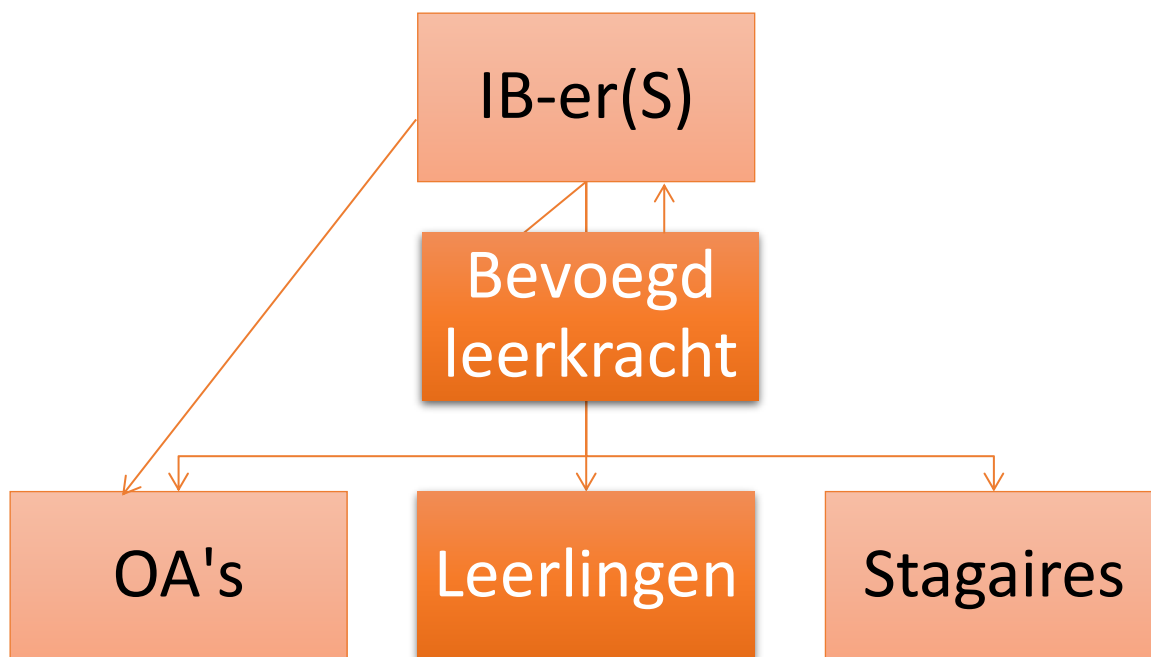 IB-er(S)
Bevoegd
leerkracht
OA's
Leerlingen
Stagaires